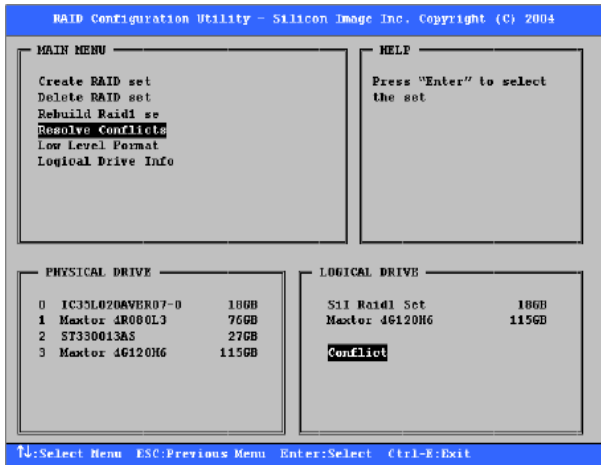 RAID Configuration Utility - Silicon Image Inc. Copyright (C) 2004
MAIN MENU
Create RAID set
Delete RAID set
Rebuild Raid1 se
Resolve Conflicts
Low Level Format
Logical Drive Info
HELP
Press "Enter" to select
the set
PHYSICAL DRIVE
0 IC35L020AVER07-0 18GB
1 Maxtor 4R080L3 76GB
2 ST330013AS 27GB
3 Maxtor 4G120H6 115GB
LOGICAL DRIVE
SiI Raid1 Set 18GB
Maxtor 4G120H6 115GB
Conflict
↑↓:Select Menu ESC:Previous Menu Enter:Select Ctrl-E:Exit